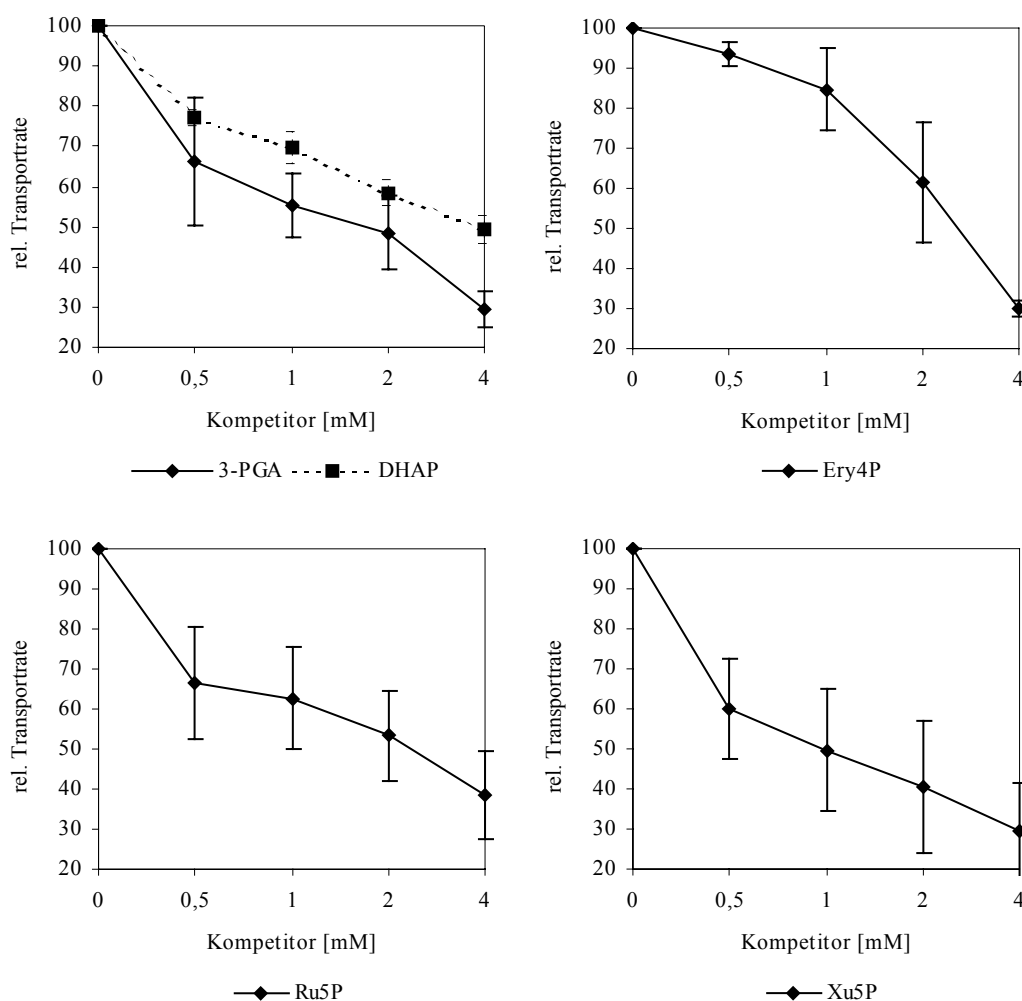 100
90
80
70
60
50
40
30
20
rel. Transportrate
0 0,5 1 2 4
Kompetitor [mM]
3-PGA DHAP
100
90
80
70
60
50
40
30
20
rel. Transportrate
0 0,5 1 2 4
Kompetitor [mM]
Ery4P
100
90
80
70
60
50
40
30
20
rel. Transportrate
0 0,5 1 2 4
Kompetitor [mM]
Ru5P
100
90
80
70
60
50
40
30
20
rel. Transportrate
0 0,5 1 2 4
Kompetitor [mM]
Xu5P